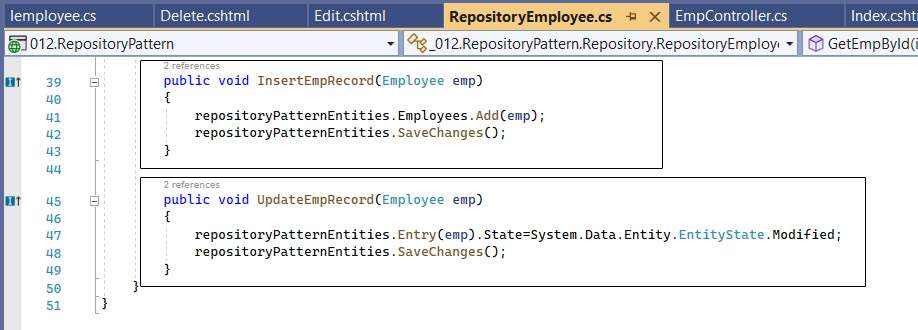 Iemployee.cs Delete.cshtml Edit.cshtml RepositoryEmployee.cs EmpController.cs Index.cshtm
012.RepositoryPattern _012.RepositoryPattern.Repository.RepositoryEmploye GetEmpById(i
2 references
39 public void InsertEmpRecord(Employee emp)
40 {
41 repositoryPatternEntities.Employees.Add(emp);
42 repositoryPatternEntities.SaveChanges();
43 }
44
2 references
45 public void UpdateEmpRecord(Employee emp)
46 {
47 repositoryPatternEntities.Entry(emp).State=System.Data.Entity.EntityState.Modified;
48 repositoryPatternEntities.SaveChanges();
49 }
50 }
51 }